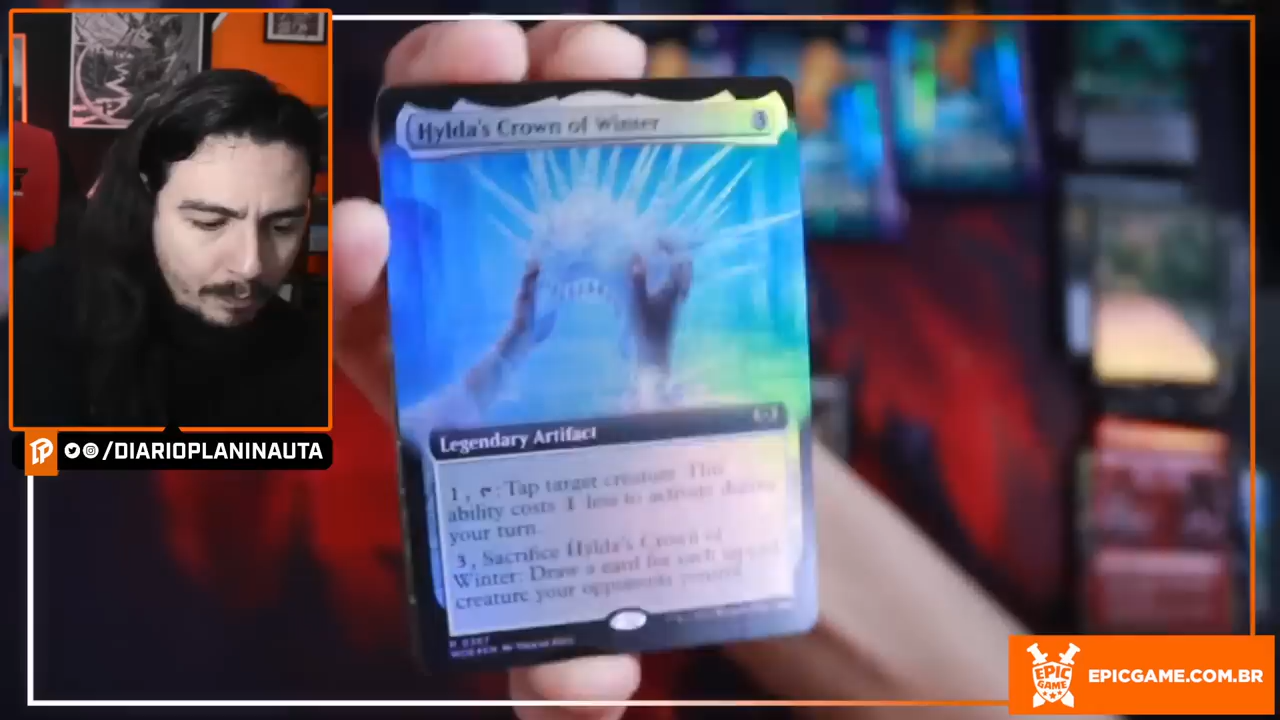 Hylda's Crown of Winter 3
Legendary Artifact
1, T: Tap target creature. This
ability costs 1 less to activate during
your turn.
3, Sacrifice Hylda's Crown of
Winter: Draw a card for each tapped
creature your opponents control.
/DIARIOPLANINAUTA
EPIC
GAME
EPICGAME.COM.BR